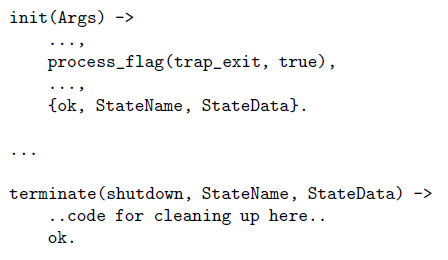 init(Args) ->
    ...,
    process_flag(trap_exit, true),
    ...,
    {ok, StateName, StateData}.

...

terminate(shutdown, StateName, StateData) ->
    ..code for cleaning up here..
    ok.